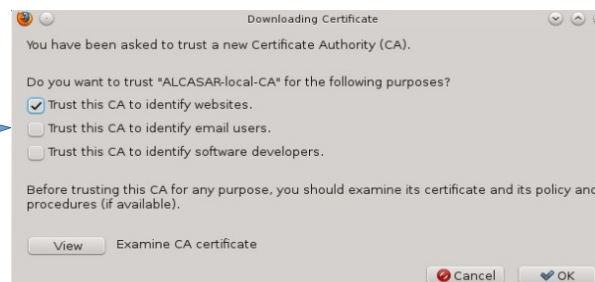 Downloading Certificate
You have been asked to trust a new Certificate Authority (CA).
Do you want to trust "ALCASAR-local-CA" for the following purposes?
Trust this CA to identify websites.
Trust this CA to identify email users.
Trust this CA to identify software developers.
Before trusting this CA for any purpose, you should examine its certificate and its policy and
procedures (if available).
View Examine CA certificate
Cancel OK